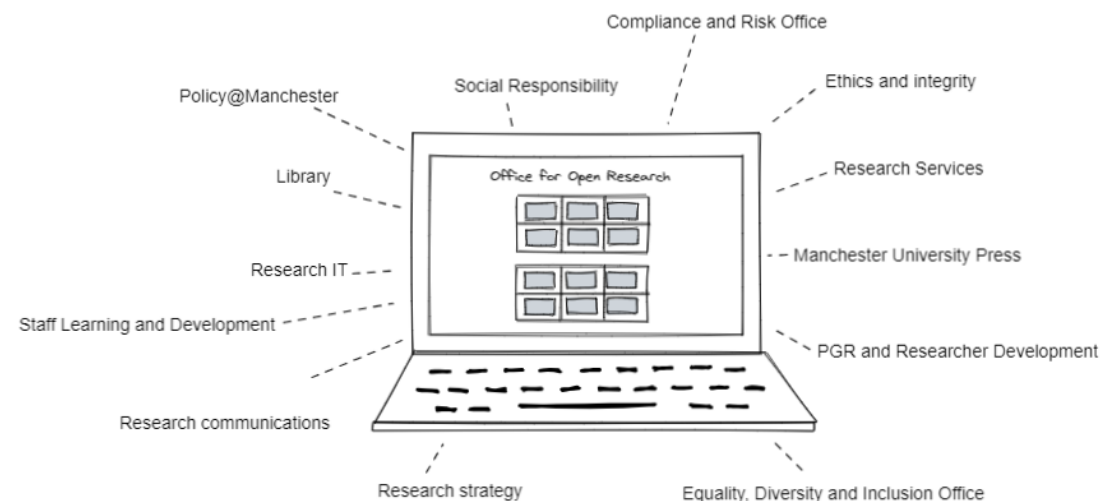 Compliance and Risk Office
Social Responsibility
Ethics and integrity
Policy@Manchester
Library
Office for Open Research
Research Services
Research IT
Manchester University Press
Staff Learning and Development
PGR and Researcher Development
Research communications
Research strategy
Equality, Diversity and Inclusion Office